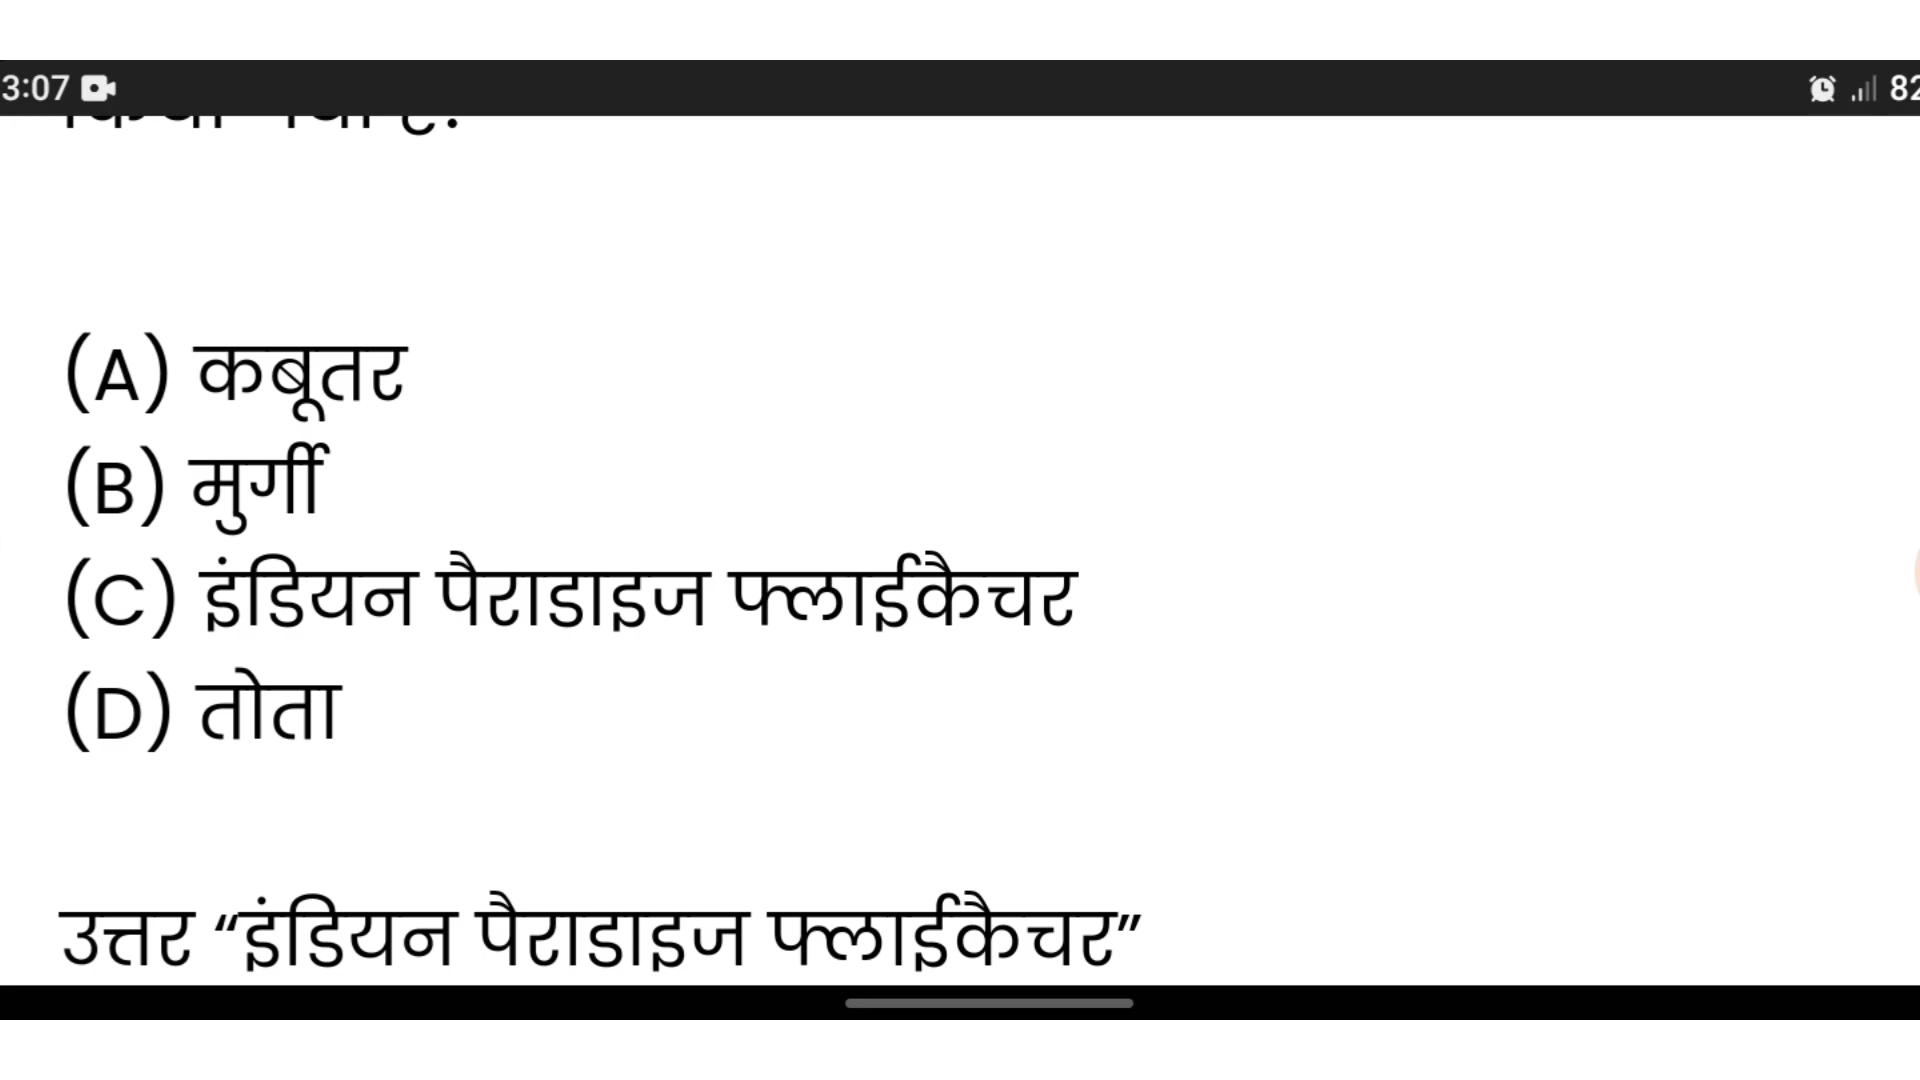 3:07 82
(A) कबूतर
(B) मुर्गी
(C) इंडियन पैराडाइज फ्लाईकैचर
(D) तोता
उत्तर “इंडियन पैराडाइज फ्लाईकैचर”